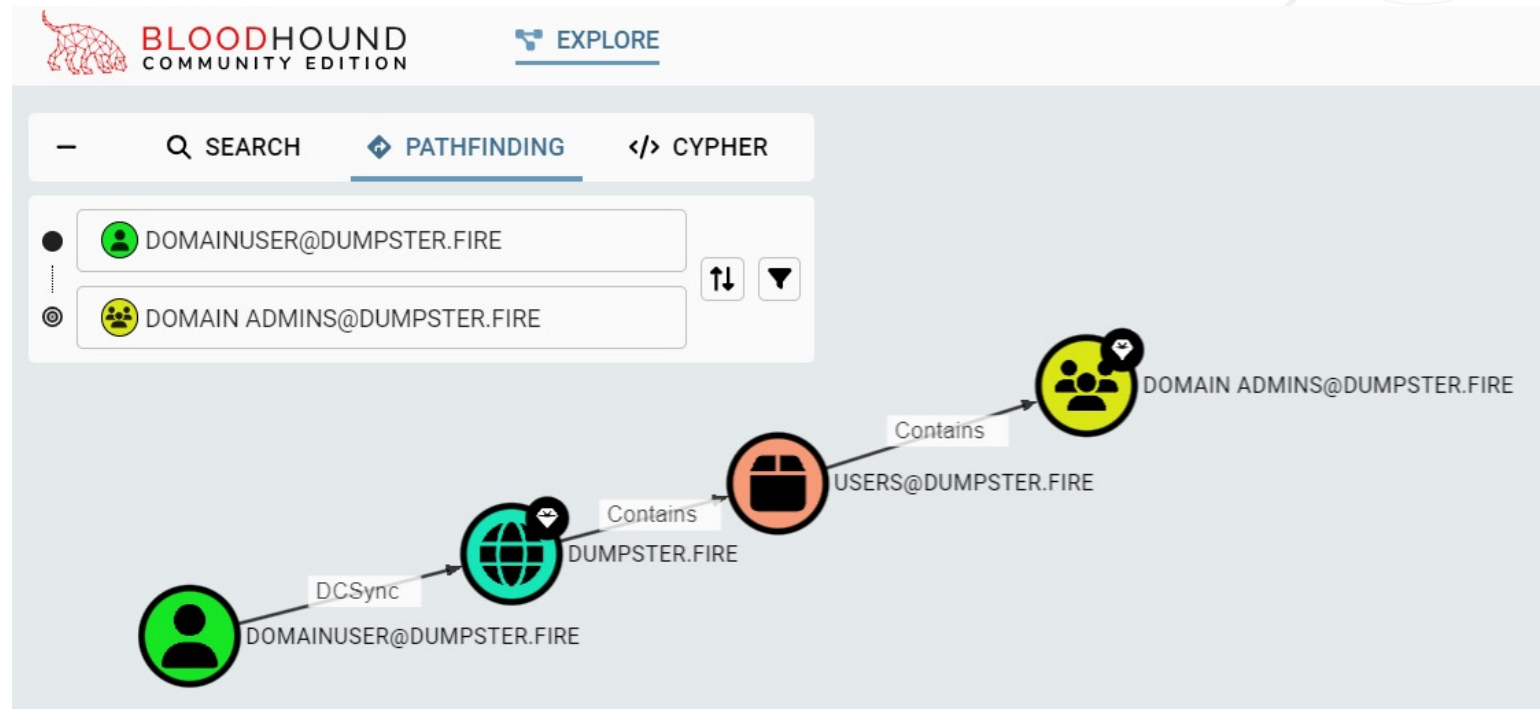 BLOODHOUND
COMMUNITY EDITION
EXPLORE
SEARCH
PATHFINDING
</> CYPHER
DOMAINUSER@DUMPSTER.FIRE
DOMAIN ADMINS@DUMPSTER.FIRE
DOMAIN ADMINS@DUMPSTER.FIRE
Contains
USERS@DUMPSTER.FIRE
Contains
DUMPSTER.FIRE
DCSync
DOMAINUSER@DUMPSTER.FIRE